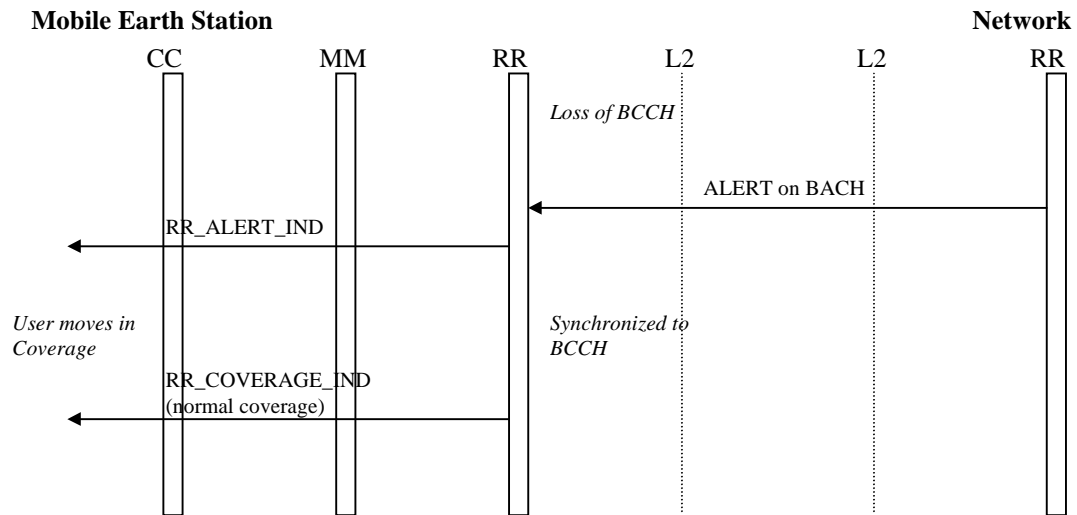 Mobile Earth Station Network
CC MM RR L2 L2 RR
Loss of BCCH
ALERT on BACH
RR_ALERT_IND
User moves in
Coverage
Synchronized to
BCCH
RR_COVERAGE_IND
(normal coverage)